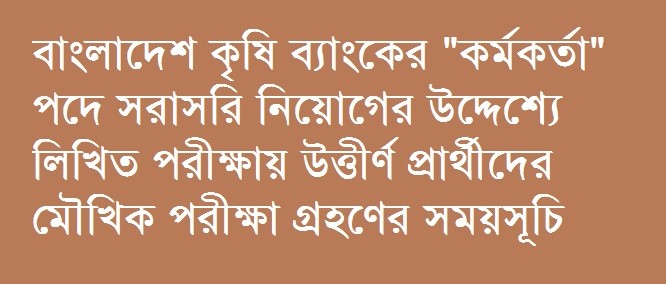 বাংলাদেশ কৃষি ব্যাংকের "কর্মকর্তা"
পদে সরাসরি নিয়োগের উদ্দেশ্যে
লিখিত পরীক্ষায় উত্তীর্ণ প্রার্থীদের
মৌখিক পরীক্ষা গ্রহণের সময়সূচি